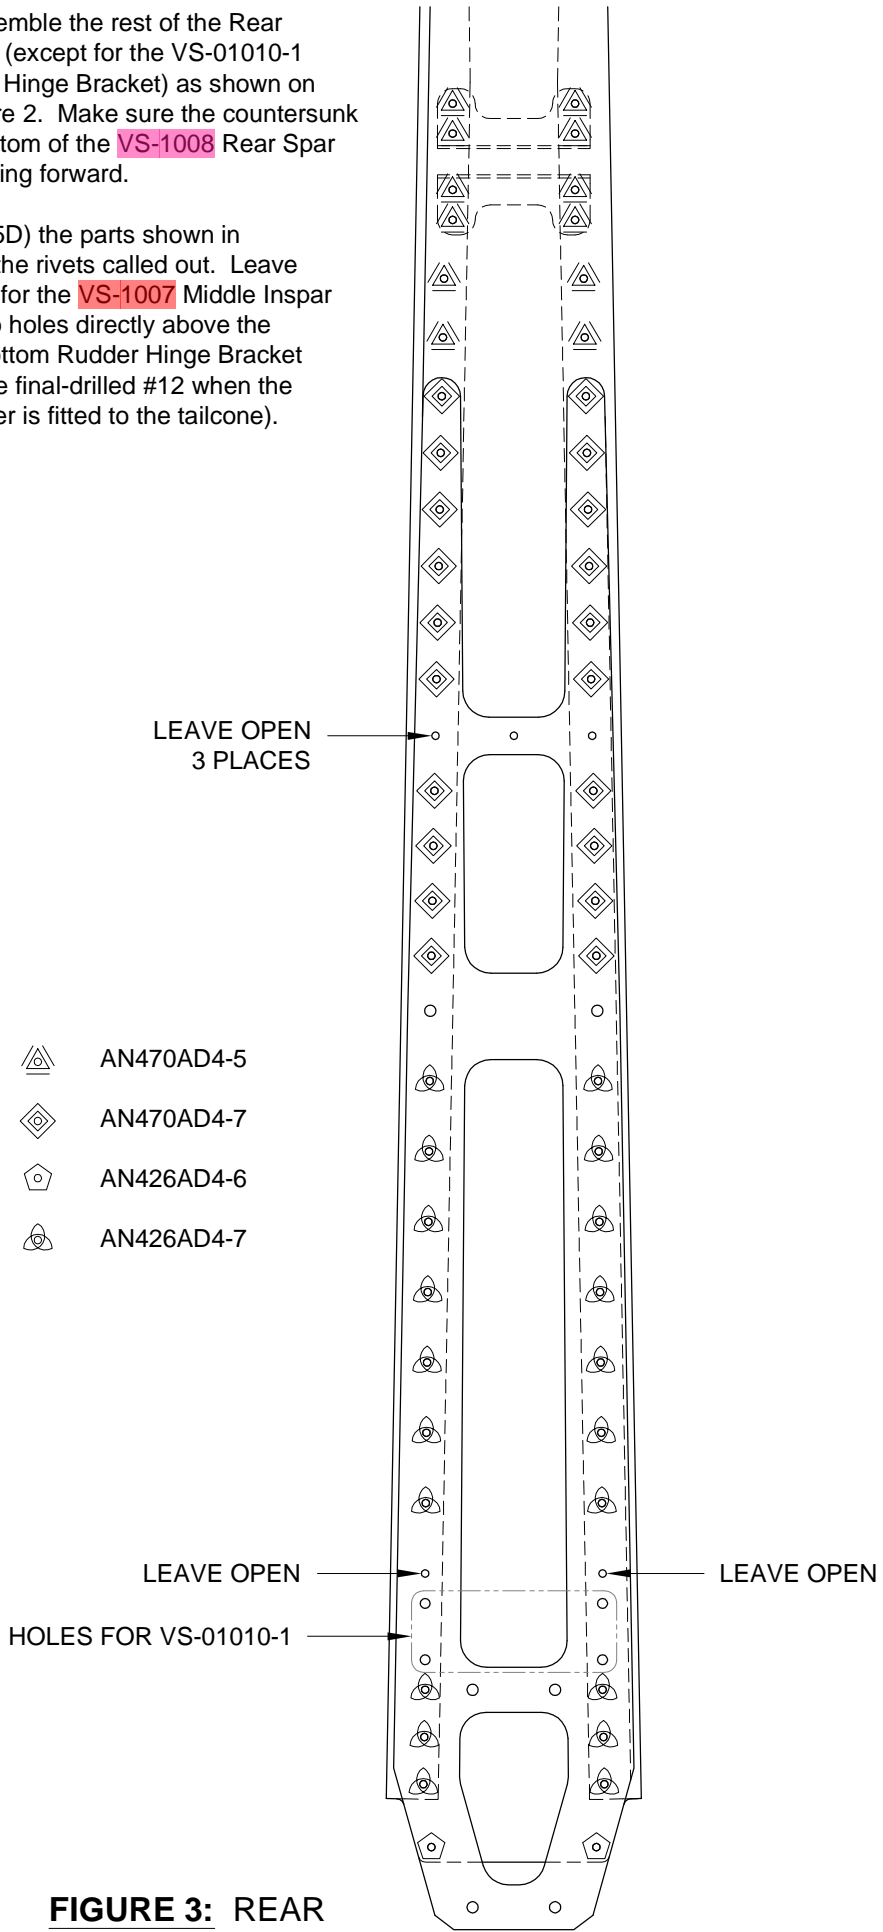 emble the rest of the Rear
(except for the VS-01010-1
Hinge Bracket) as shown on
re 2. Make sure the countersunk
tom of the VS-1008 Rear Spar
ing forward.
5D) the parts shown in
the rivets called out. Leave
for the VS-1007 Middle Inspar
o holes directly above the
ottom Rudder Hinge Bracket
e final-drilled #12 when the
er is fitted to the tailcone).
LEAVE OPEN
3 PLACES
AN470AD4-5
AN470AD4-7
AN426AD4-6
AN426AD4-7
LEAVE OPEN
LEAVE OPEN
HOLES FOR VS-01010-1
FIGURE 3: REAR